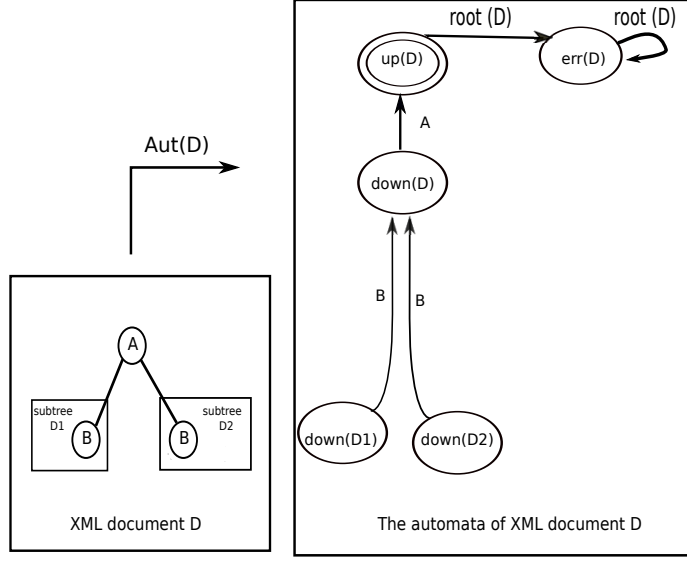 Aut(D)
A
subtree
D1
B
B
subtree
D2
XML document D
root (D)
root (D)
up(D)
err(D)
A
down(D)
B
B
down(D1)
down(D2)
The automata of XML document D